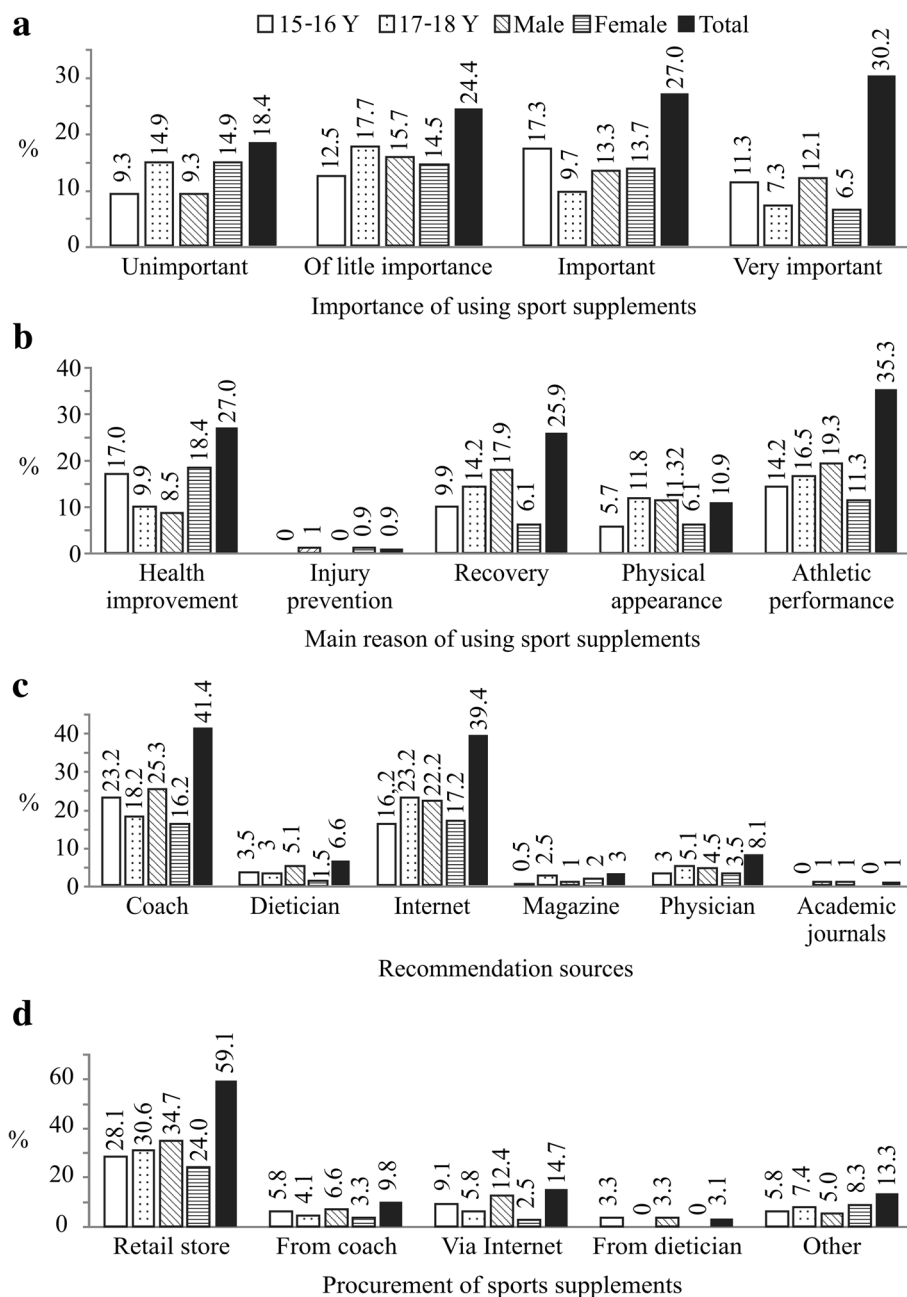 a
15-16 Y 17-18 Y Male Female Total
30
20
10
0
%
9.3 14.9 9.3 14.9 18.4
12.5 17.7 15.7 14.5 24.4
17.3 9.7 13.3 13.7 27.0
11.3 7.3 12.1 6.5 30.2
Unimportant Of litle importance Important Very important
Importance of using sport supplements
b
40
30
20
10
0
%
17.0 9.9 8.5 18.4 27.0
0 1 0 0.9 0.9
9.9 14.2 17.9 6.1 25.9
5.7 11.8 11.32 6.1 10.9
14.2 16.5 19.3 11.3 35.3
Health improvement
Injury prevention
Recovery
Physical appearance
Athletic performance
Main reason of using sport supplements
c
40
30
20
10
0
%
23.2 18.2 25.3 16.2 41.4
3.5 3 5.1 1.5 6.6
16,,2 23.2 22.2 17.2 39.4
0.5 2.5 1 2 3
3 5.1 4.5 3.5 8.1
0 1 1 0 1
Coach Dietician Internet Magazine Physician Academic
journals
Recommendation sources
d
60
40
20
0
%
28.1 30.6 34.7 24.0 59.1
5.8 4.1 6.6 3.3 9.8
9.1 5.8 12.4 2.5 14.7
3.3 0 3.3 0 3.1
5.8 7.4 5.0 8.3 13.3
Retail store From coach Via Internet From dietician Other
Procurement of sports supplements